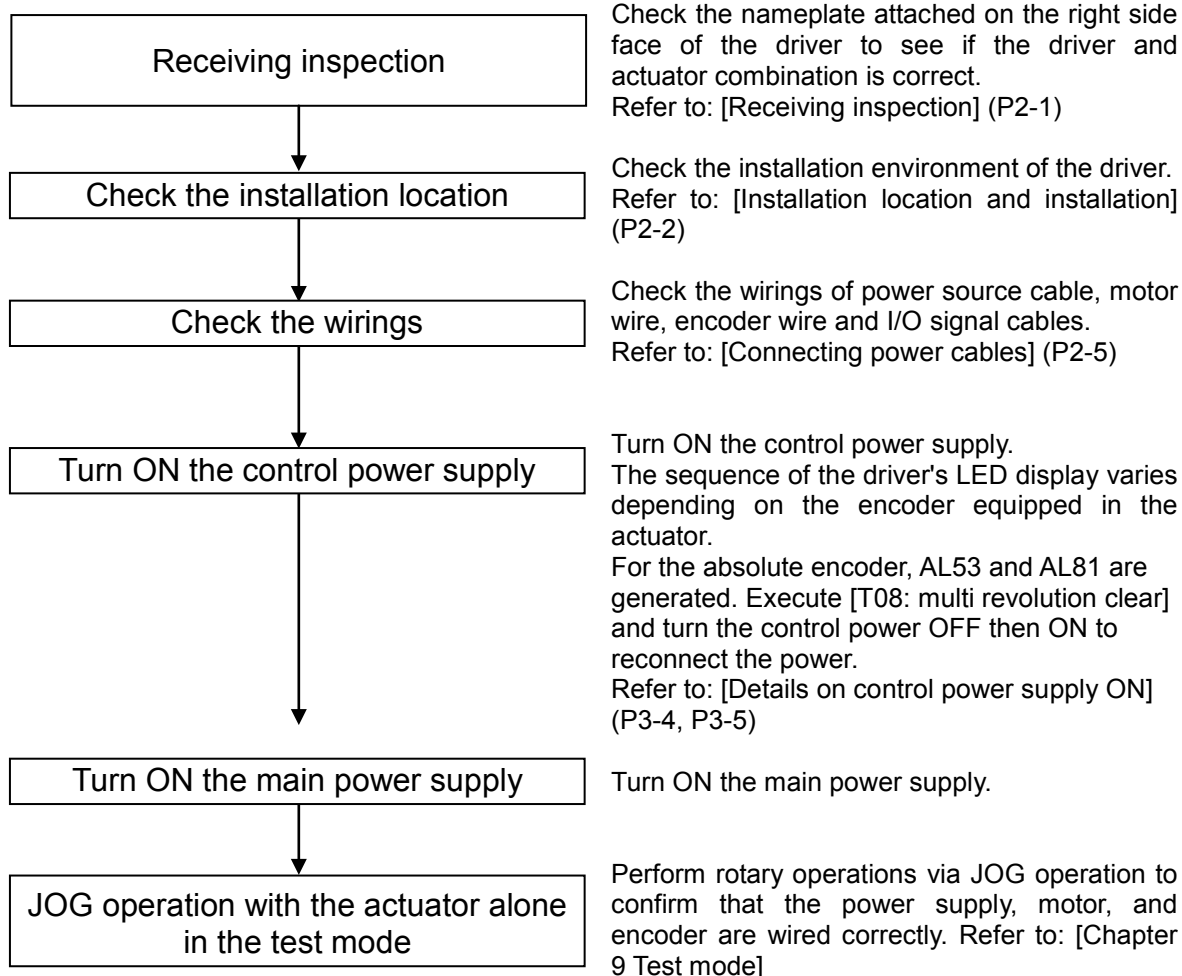 Receiving inspection
Check the nameplate attached on the right side
face of the driver to see if the driver and
actuator combination is correct.
Refer to: [Receiving inspection] (P2-1)
Check the installation location
Check the installation environment of the driver.
Refer to: [Installation location and installation]
(P2-2)
Check the wirings
Check the wirings of power source cable, motor
wire, encoder wire and I/O signal cables.
Refer to: [Connecting power cables] (P2-5)
Turn ON the control power supply
Turn ON the control power supply.
The sequence of the driver's LED display varies
depending on the encoder equipped in the
actuator.
For the absolute encoder, AL53 and AL81 are
generated. Execute [T08: multi revolution clear]
and turn the control power OFF then ON to
reconnect the power.
Refer to: [Details on control power supply ON]
(P3-4, P3-5)
Turn ON the main power supply
Turn ON the main power supply.
JOG operation with the actuator alone
in the test mode
Perform rotary operations via JOG operation to
confirm that the power supply, motor, and
encoder are wired correctly. Refer to: [Chapter
9 Test mode]